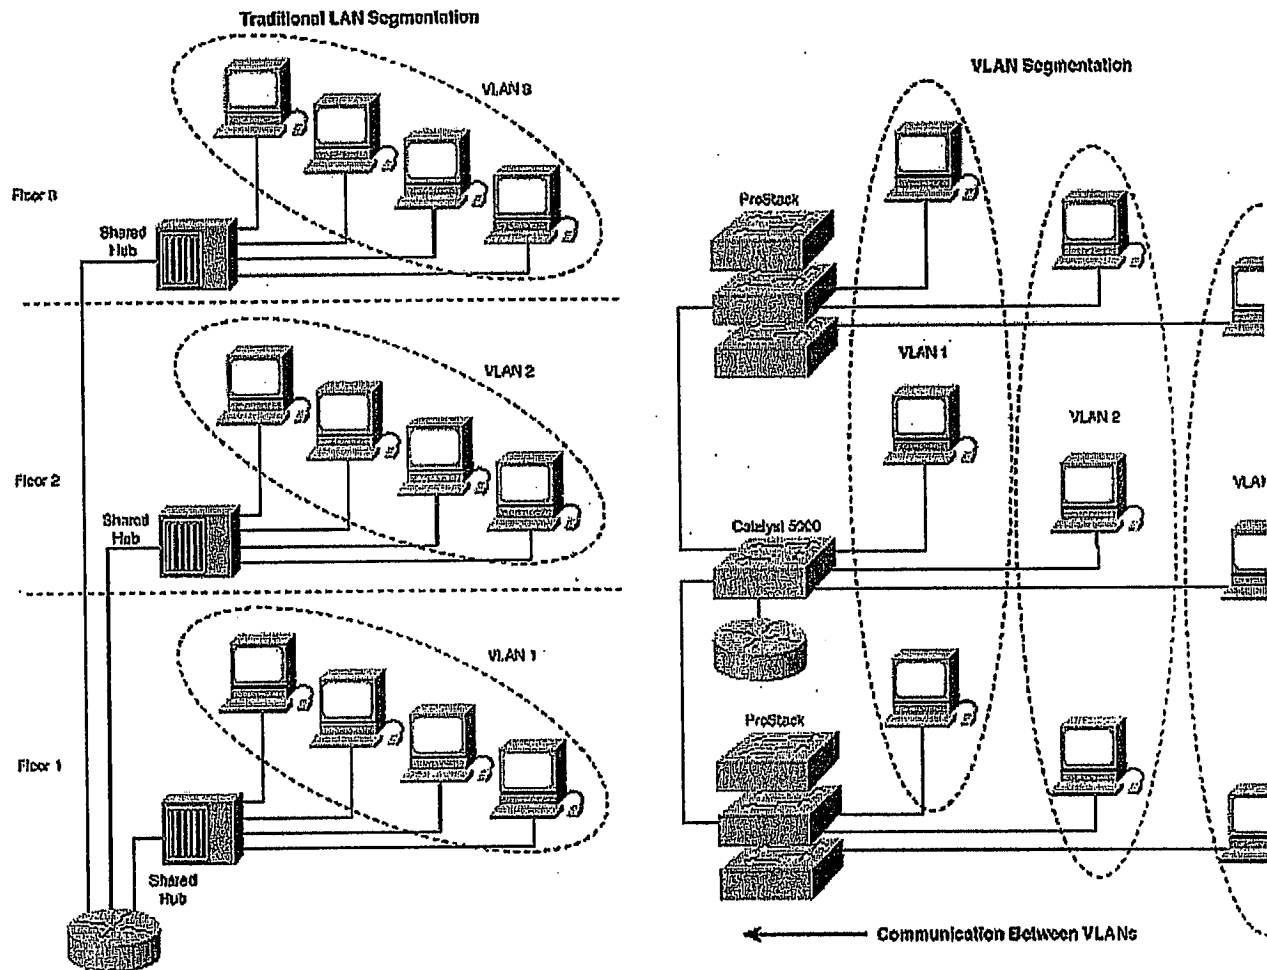 Traditional LAN Segmentation
VLAN 3
Floor 3
Shared
Hub
VLAN 2
Floor 2
Shared
Hub
VLAN 1
Floor 1
Shared
Hub
VLAN Segmentation
ProStack
VLAN 1
VLAN 2
VLAN
Catalyst 5000
ProStack
Communication Between VLANs